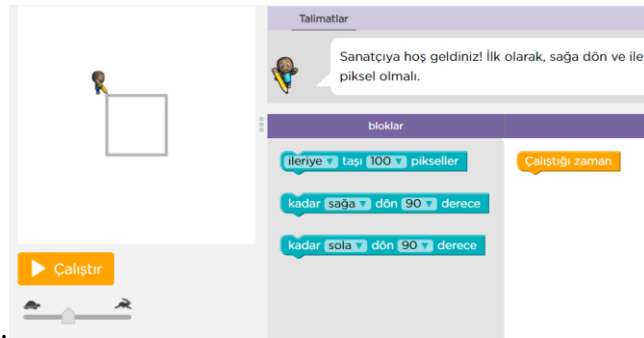 Talimatlar
Sanatçıya hoş geldiniz! İlk olarak, sağa dön ve ile
piksel olmalı.
bloklar
ileriye taşı 100 pikseller
Çalıştığı zaman
kadar sağa dön 90 derece
kadar sola dön 90 derece
Çalıştır